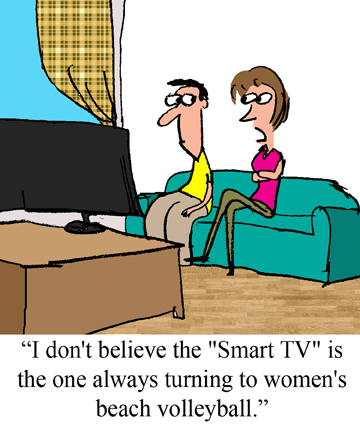 “I don't believe the "Smart TV" is
the one always turning to women's
beach volleyball.”